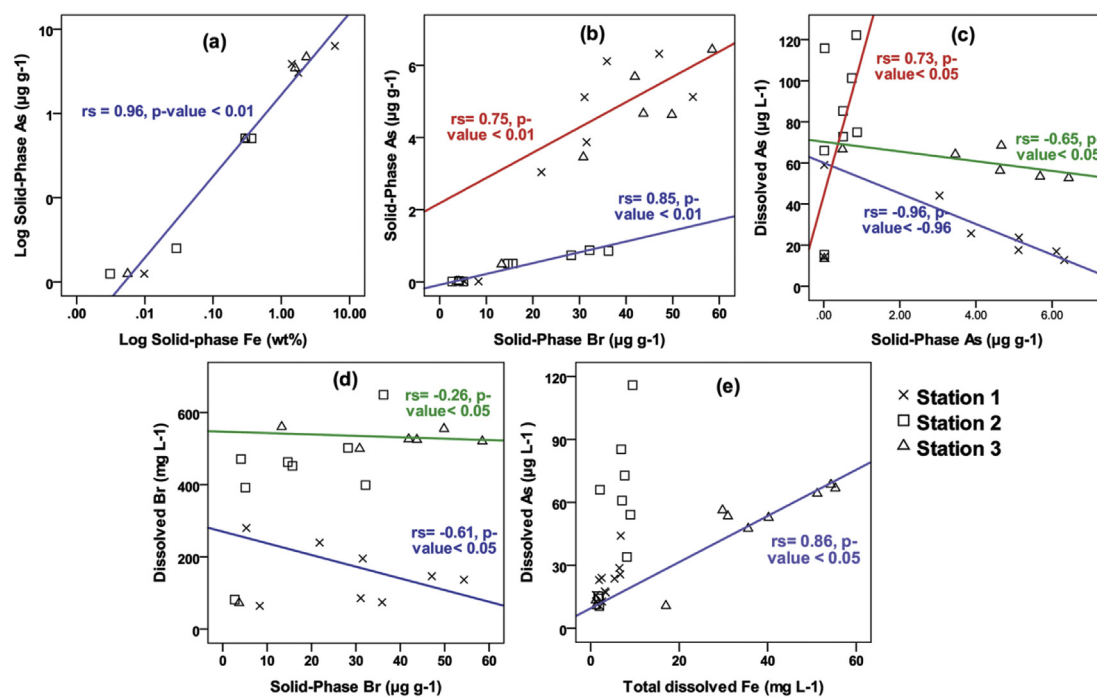 (a)
10
1
0
0
Log Solid-Phase As (µg g-1)
rs = 0.96, p-value < 0.01
.00 .01 .10 1.00 10.00
Log Solid-phase Fe (wt%)
(b)
6
4
2
0
Solid-Phase As (µg g-1)
rs= 0.75, p-
value < 0.01
rs= 0.85, p-
value < 0.01
0 10 20 30 40 50 60
Solid-Phase Br (µg g-1)
(c)
120
100
80
60
40
20
0
Dissolved As (µg L-1)
rs= 0.73, p-
value< 0.05
rs= -0.65, p-
value< 0.05
rs= -0.96, p-
value< -0.96
.00 2.00 4.00 6.00
Solid-Phase As (µg g-1)
(d)
600
400
200
0
Dissolved Br (mg L-1)
rs= -0.26, p-
value< 0.05
rs= -0.61, p-
value< 0.05
0 10 20 30 40 50 60
Solid-Phase Br (µg g-1)
(e)
120
90
60
30
0
Dissolved As (µg L-1)
rs= 0.86, p-
value< 0.05
0 20 40 60
Total dissolved Fe (mg L-1)
Station 1
Station 2
Station 3